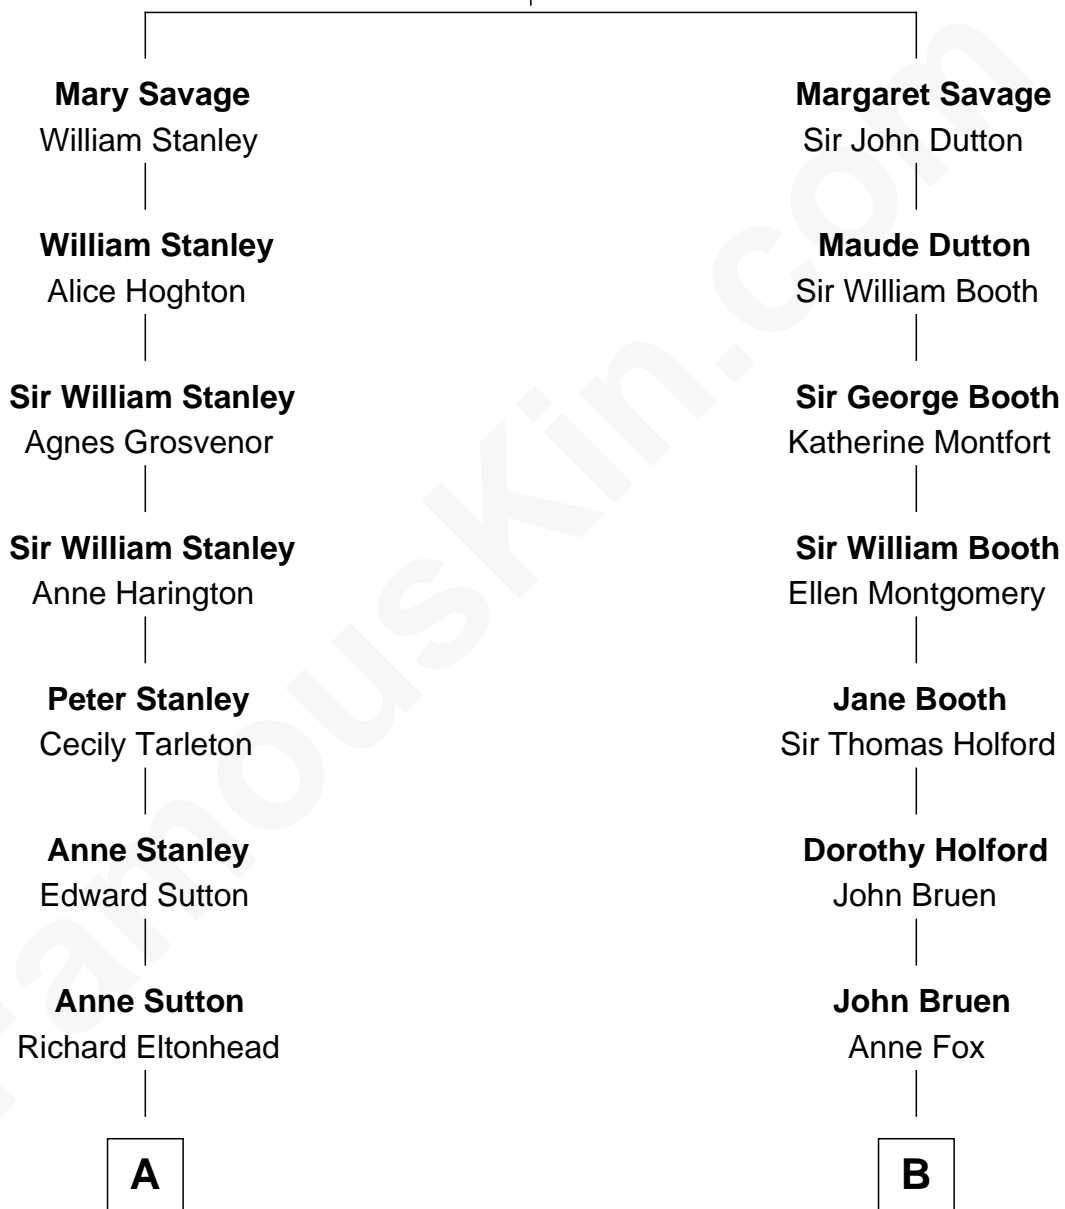 Mary Savage
William Stanley
Margaret Savage
Sir John Dutton
William Stanley
Alice Hoghton
Maude Dutton
Sir William Booth
Sir William Stanley
Agnes Grosvenor
Sir George Booth
Katherine Montfort
Sir William Stanley
Anne Harington
Sir William Booth
Ellen Montgomery
Peter Stanley
Cecily Tarleton
Jane Booth
Sir Thomas Holford
Anne Stanley
Edward Sutton
Dorothy Holford
John Bruen
Anne Sutton
Richard Eltonhead
John Bruen
Anne Fox
A
B
FamousKin.com